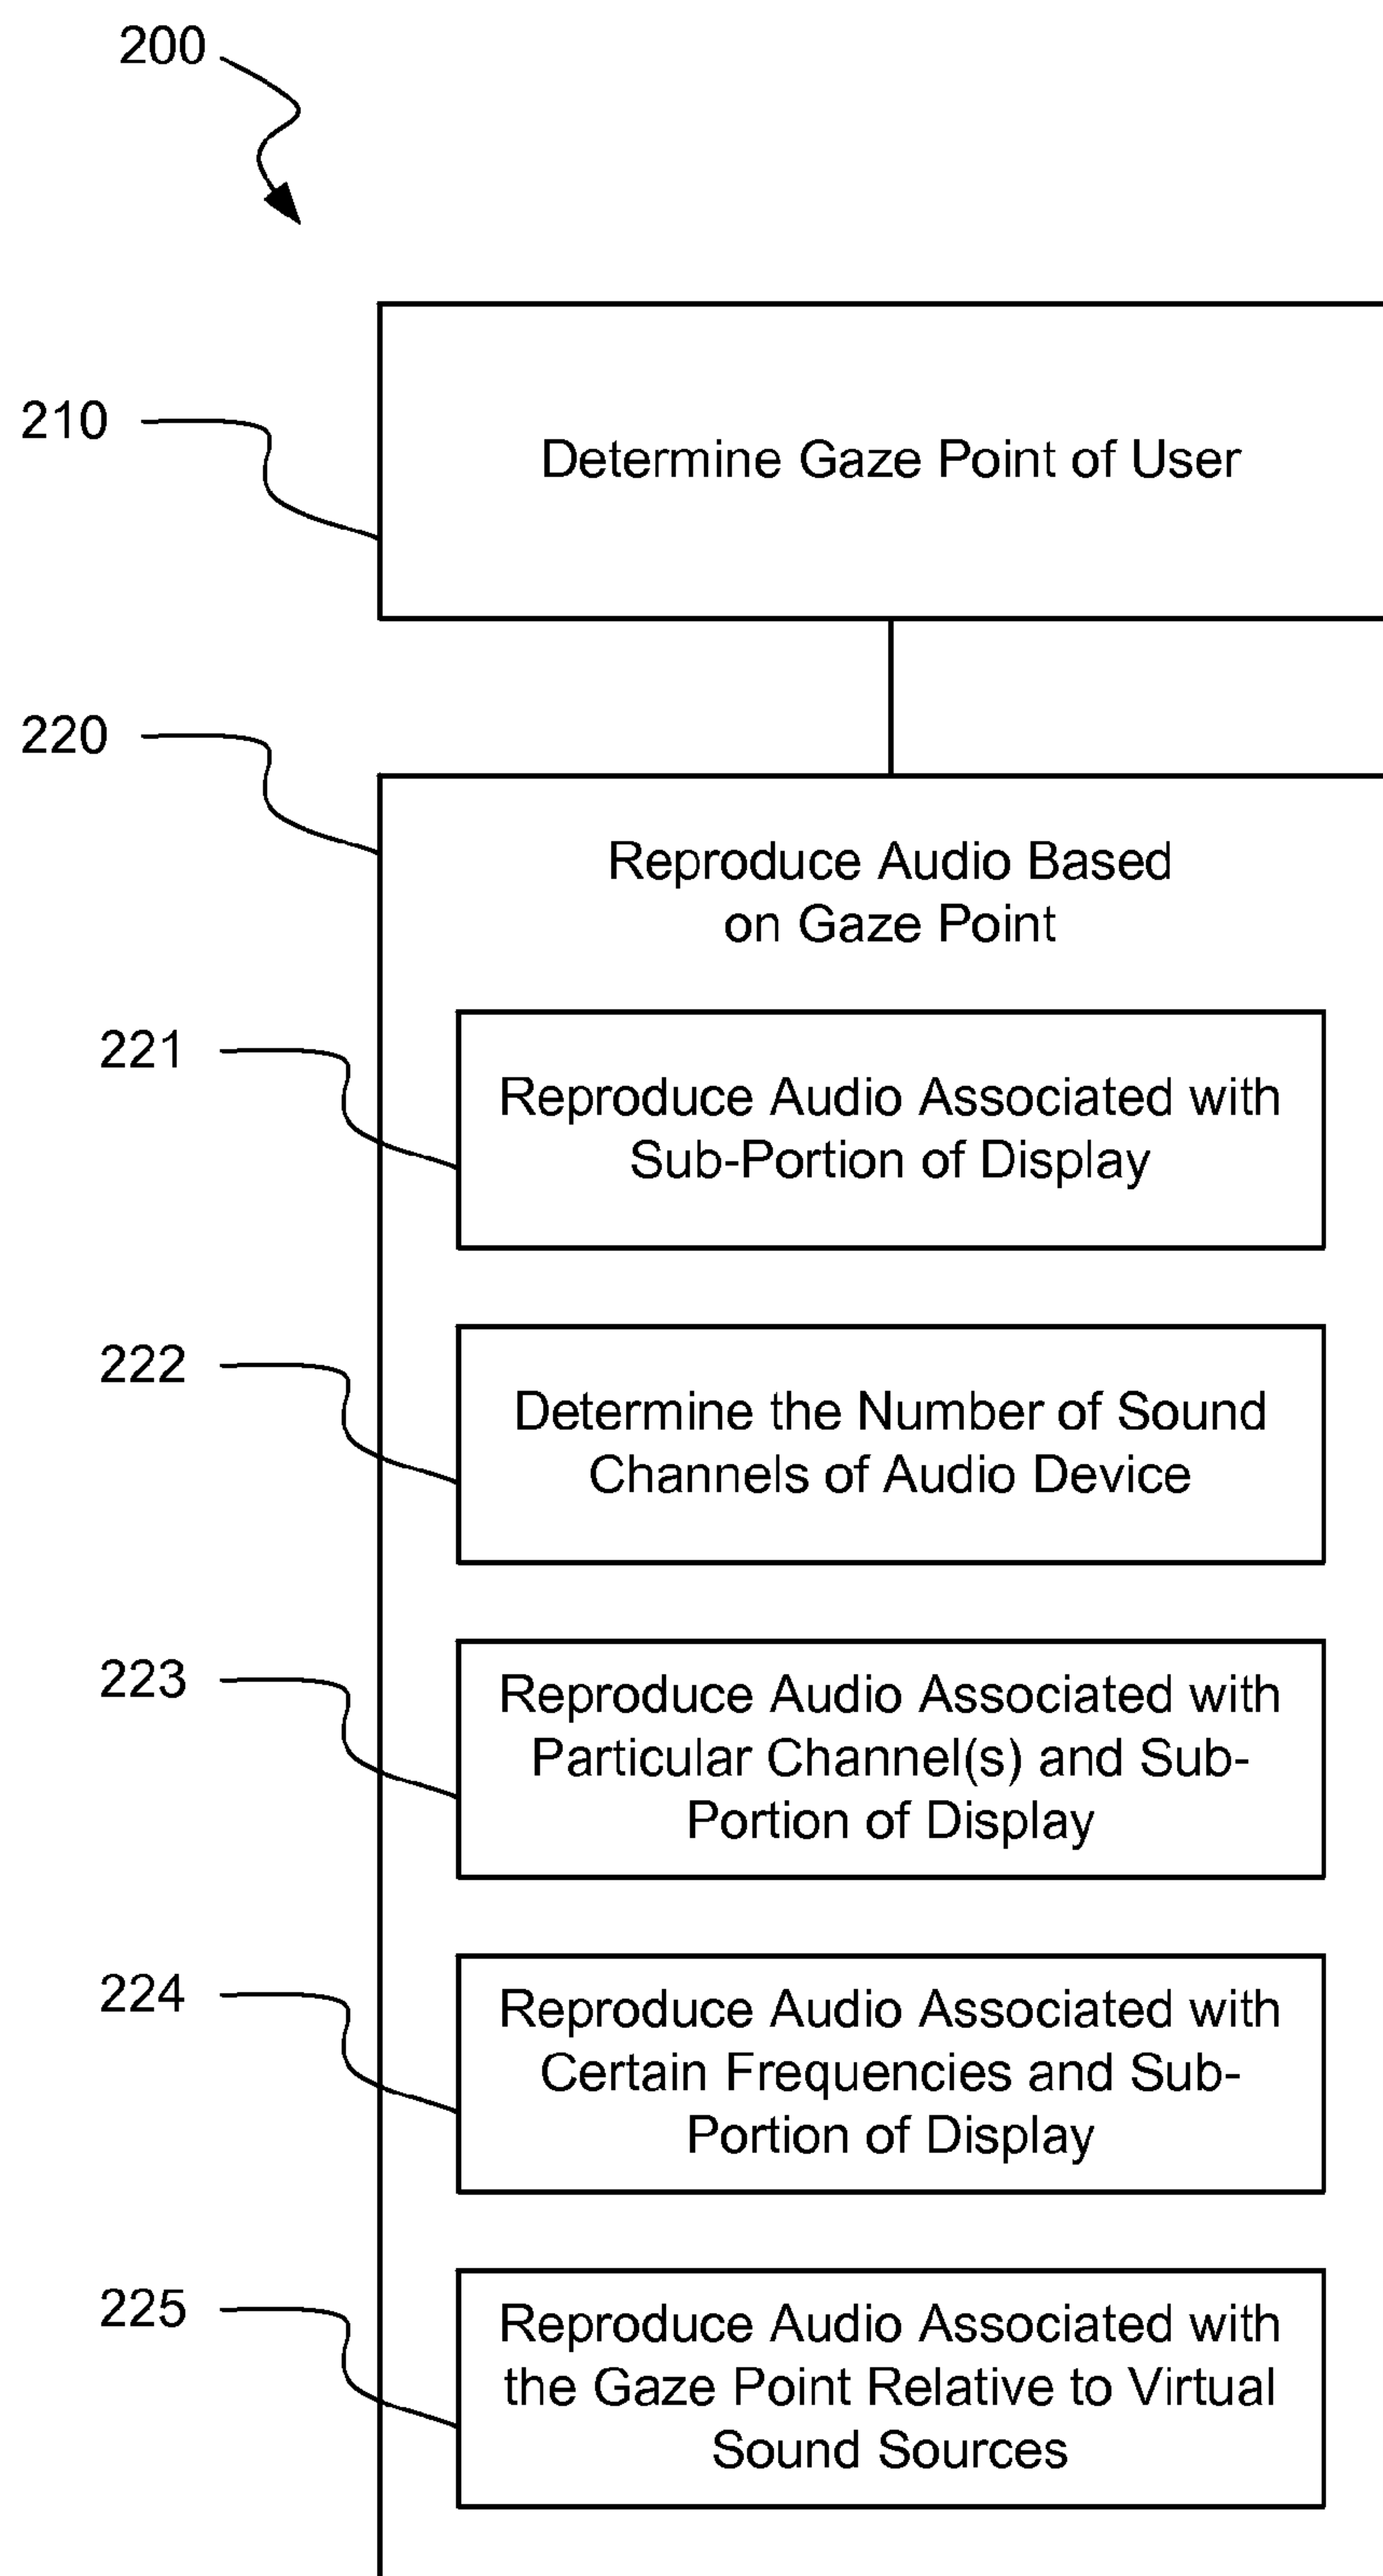 200
210
Determine Gaze Point of User
220
Reproduce Audio Based
on Gaze Point
221
Reproduce Audio Associated with
Sub-Portion of Display
222
Determine the Number of Sound
Channels of Audio Device
223
Reproduce Audio Associated with
Particular Channel(s) and Sub-
Portion of Display
224
Reproduce Audio Associated with
Certain Frequencies and Sub-
Portion of Display
225
Reproduce Audio Associated with
the Gaze Point Relative to Virtual
Sound Sources